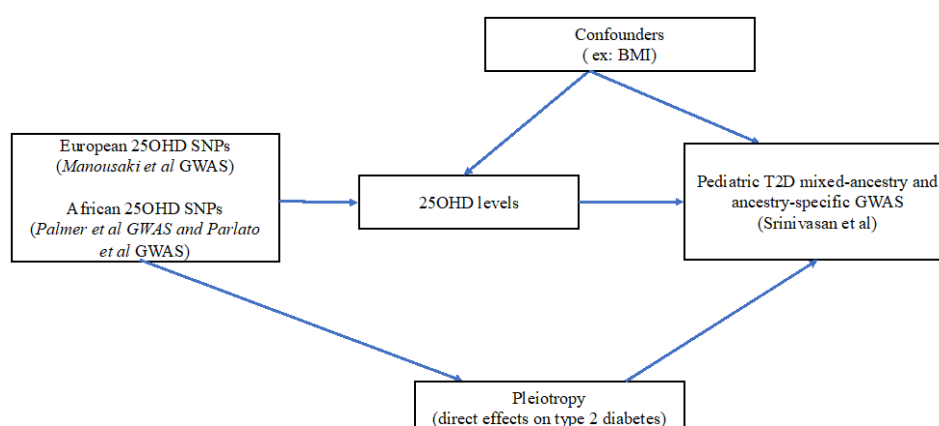 Confounders
( ex: BMI)
European 25OHD SNPs
(Manousaki et al GWAS)
African 25OHD SNPs
(Palmer et al GWAS and Parlato
et al GWAS)
25OHD levels
Pediatric T2D mixed-ancestry and
ancestry-specific GWAS
(Srinivasan et al)
Pleiotropy
(direct effects on type 2 diabetes)